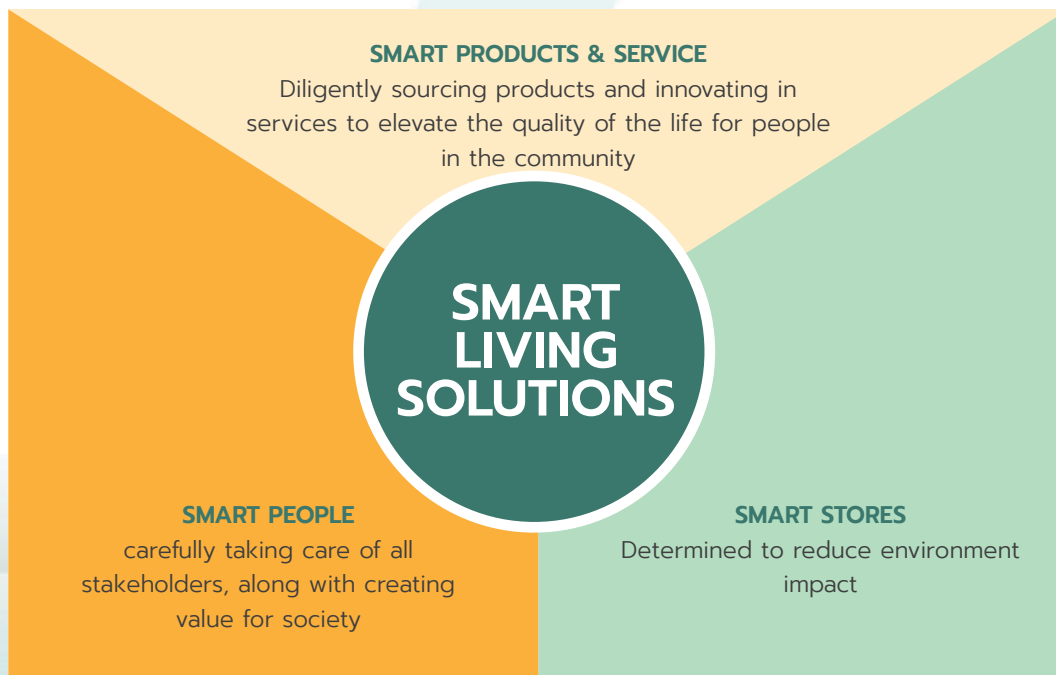 SMART PRODUCTS & SERVICE
Diligently sourcing products and innovating in
services to elevate the quality of the life for people
in the community
SMART
LIVING
SOLUTIONS
SMART PEOPLE
carefully taking care of all
stakeholders, along with creating
value for society
SMART STORES
Determined to reduce environment
impact